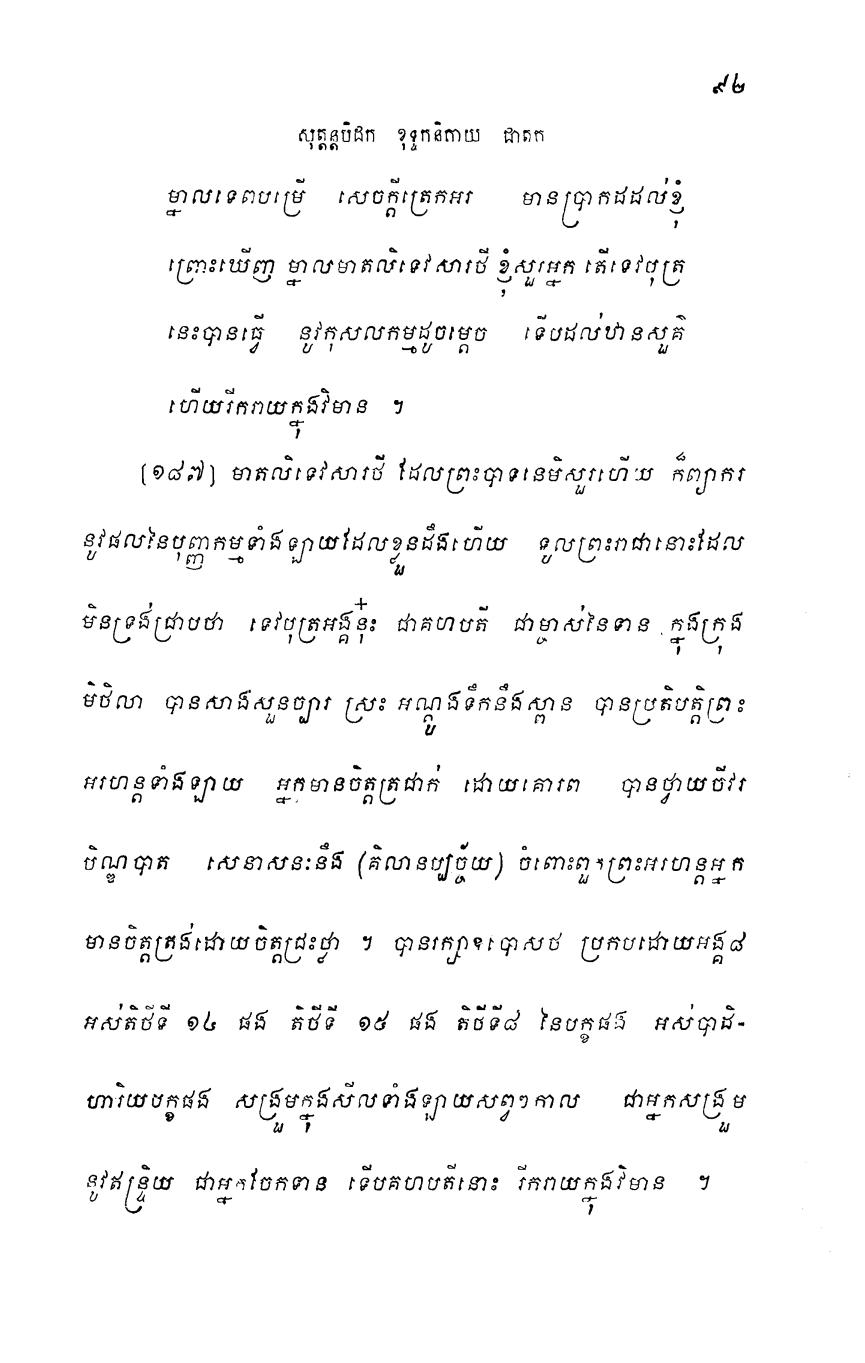 ៩២
សុត្តន្តបិដក ខុទ្ទកនិកាយ ជាតក
ម្នាលទេពបម្រើ សេចក្តីត្រេកអរ មានប្រាកដដល់ខ្ញុំ
ព្រោះឃើញ ម្នាលមាតលិទេវសារថី ខ្ញុំសួរអ្នក តើទេវបុត្រ
នេះបានធ្វើ នូវកុសលកម្មដូចម្តេច ទើបដល់ឋានសួគ៌
ហើយរីករាយក្នុងវិមាន ។
[១៨៧] មាតលិទេវសារថី ដែលព្រះបាទនេមិសួរហើយ ក៏ព្យាករ
នូវផលនៃបុញ្ញកម្មទាំងឡាយដែលខ្លួនដឹងហើយ ទូលព្រះរាជានោះដែល
មិនទ្រង់ជ្រាបថា ទេវបុត្រអង្គនុ៎ះ ជាគហបតី ជាម្ចាស់នៃទាន ក្នុងក្រុង
មិថិលា បានសាងសួនច្បារ ស្រះ អណ្តូងទឹកនឹងស្ពាន បានប្រតិបត្តិព្រះ
អរហន្តទាំងឡាយ អ្នកមានចិត្តត្រជាក់ ដោយគោរព បានថ្វាយចីវរ
បិណ្ឌបាត សេនាសនៈនឹង (គិលានប្បច្ច័យ) ចំពោះពួកព្រះអរហន្តអ្នក
មានចិត្តត្រង់ដោយចិត្តជ្រះថ្លា ។ បានរក្សាឧបោសថ ប្រកបដោយអង្គ៨
អស់តិថីទី ១៤ ផង តិថីទី ១៥ ផង តិថីទី៨ នៃបក្ខផង អស់បាដិ-
ហារិយបក្ខផង សង្រួមក្នុងសីលទាំងឡាយសព្វៗកាល ជាអ្នកសង្រួម
នូវឥន្ទ្រិយ ជាអ្នកចែកទាន ទើបគហបតីនោះ រីករាយក្នុងវិមាន ។